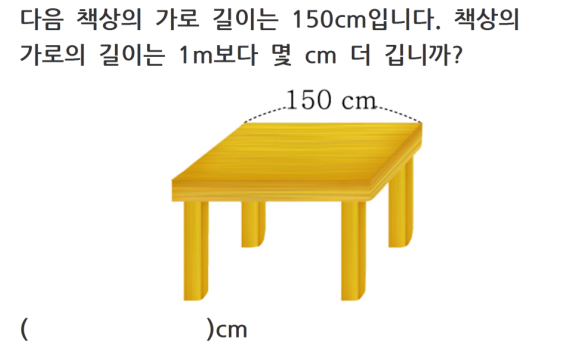 다음 책상의 가로 길이는 150cm입니다. 책상의
가로의 길이는 1m보다 몇 cm 더 깁니까?
150 cm
(                    )cm